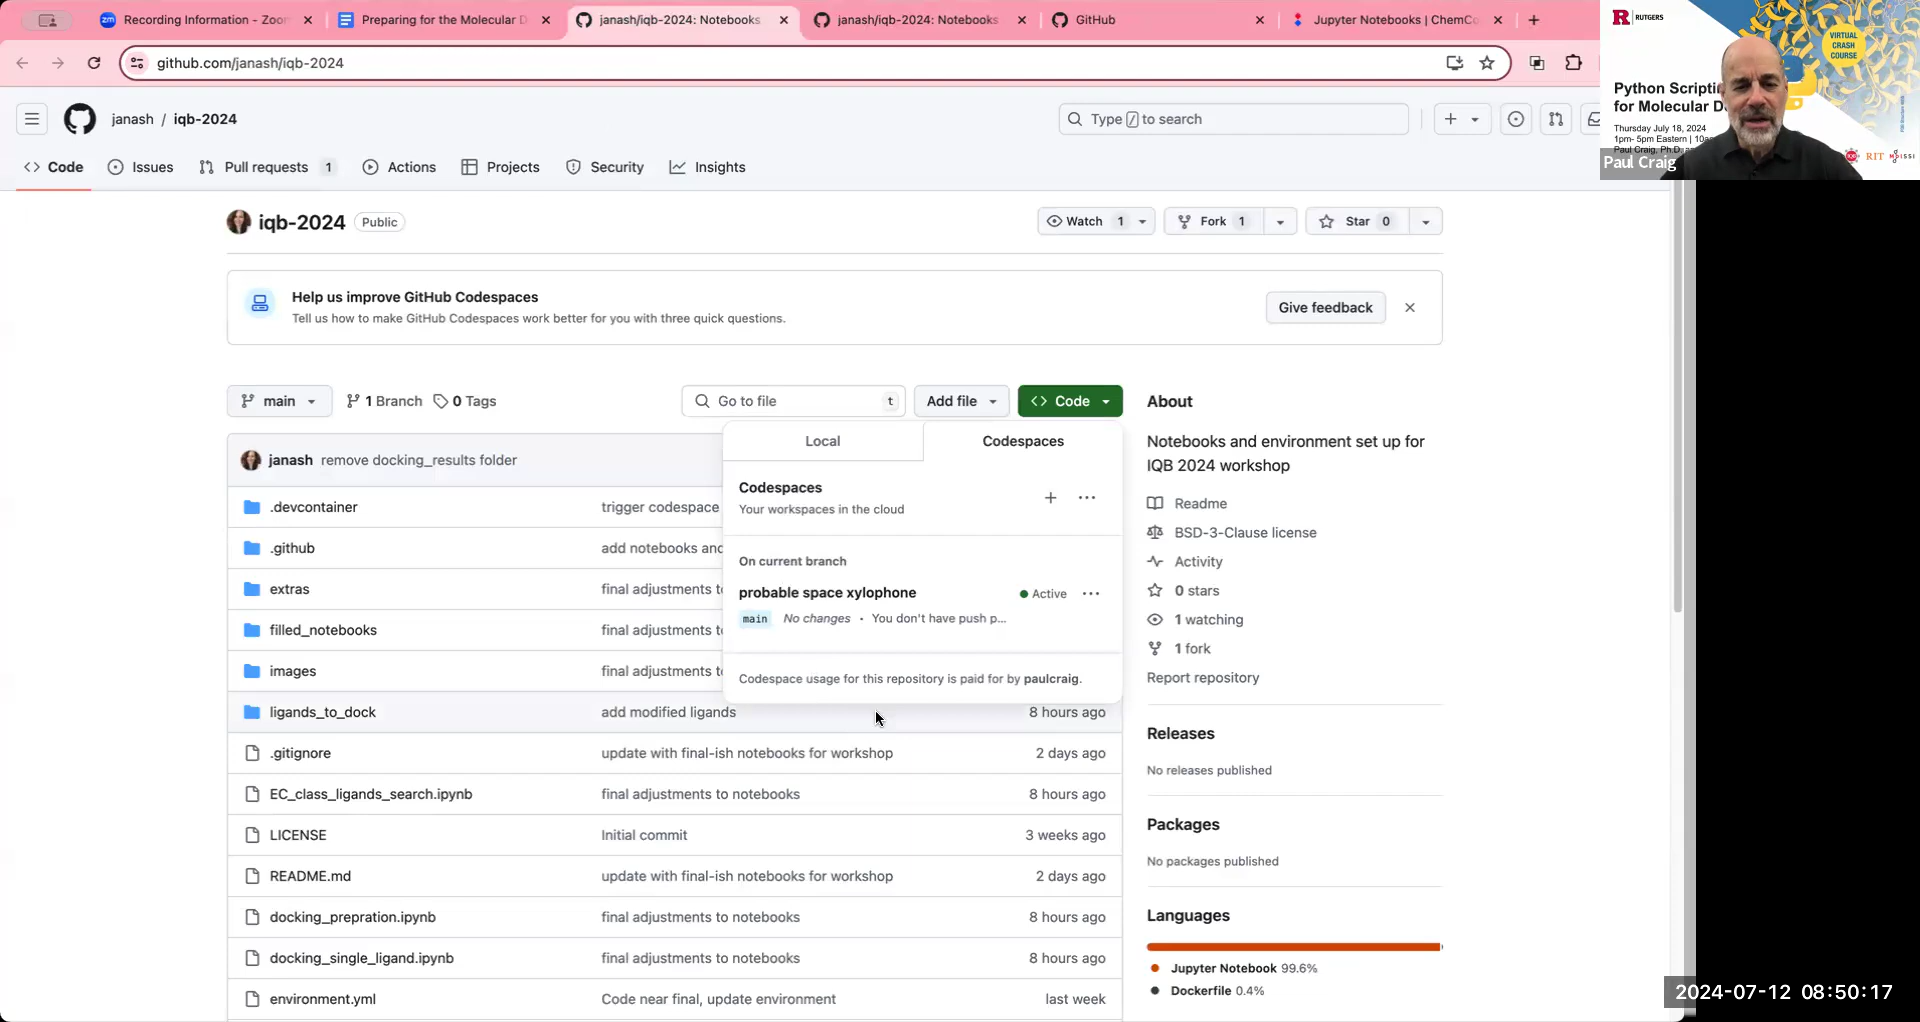 Recording Information - Zoom
Preparing for the Molecular D
janash/iqb-2024: Notebooks
janash/iqb-2024: Notebooks
GitHub
Jupyter Notebooks | ChemCo
github.com/janash/iqb-2024
janash / iqb-2024
Type / to search
Code
Issues
Pull requests 1
Actions
Projects
Security
Insights
RUTGERS
VIRTUAL
CRASH
COURSE
Python Scripti
for Molecular D
Thursday July 18, 2024
1pm- 5pm Eastern | 10a
Paul Craig, Ph.D.
RIT
Paul Craig
iqb-2024 Public
Watch 1
Fork 1
Star 0
Help us improve GitHub Codespaces
Tell us how to make GitHub Codespaces work better for you with three quick questions.
Give feedback
main
1 Branch
0 Tags
Go to file t
Add file
Code
Local
Codespaces
Codespaces
Your workspaces in the cloud
On current branch
probable space xylophone
Active
main No changes • You don't have push p...
Codespace usage for this repository is paid for by paulcraig.
janash remove docking_results folder
.devcontainer trigger codespace
.github add notebooks and
extras final adjustments to
filled_notebooks final adjustments to
images final adjustments to
ligands_to_dock add modified ligands 8 hours ago
.gitignore update with final-ish notebooks for workshop 2 days ago
EC_class_ligands_search.ipynb final adjustments to notebooks 8 hours ago
LICENSE Initial commit 3 weeks ago
README.md update with final-ish notebooks for workshop 2 days ago
docking_prepration.ipynb final adjustments to notebooks 8 hours ago
docking_single_ligand.ipynb final adjustments to notebooks 8 hours ago
environment.yml Code near final, update environment last week
About
Notebooks and environment set up for
IQB 2024 workshop
Readme
BSD-3-Clause license
Activity
0 stars
1 watching
1 fork
Report repository
Releases
No releases published
Packages
No packages published
Languages
Jupyter Notebook 99.6%
Dockerfile 0.4%
2024-07-12 08:50:17